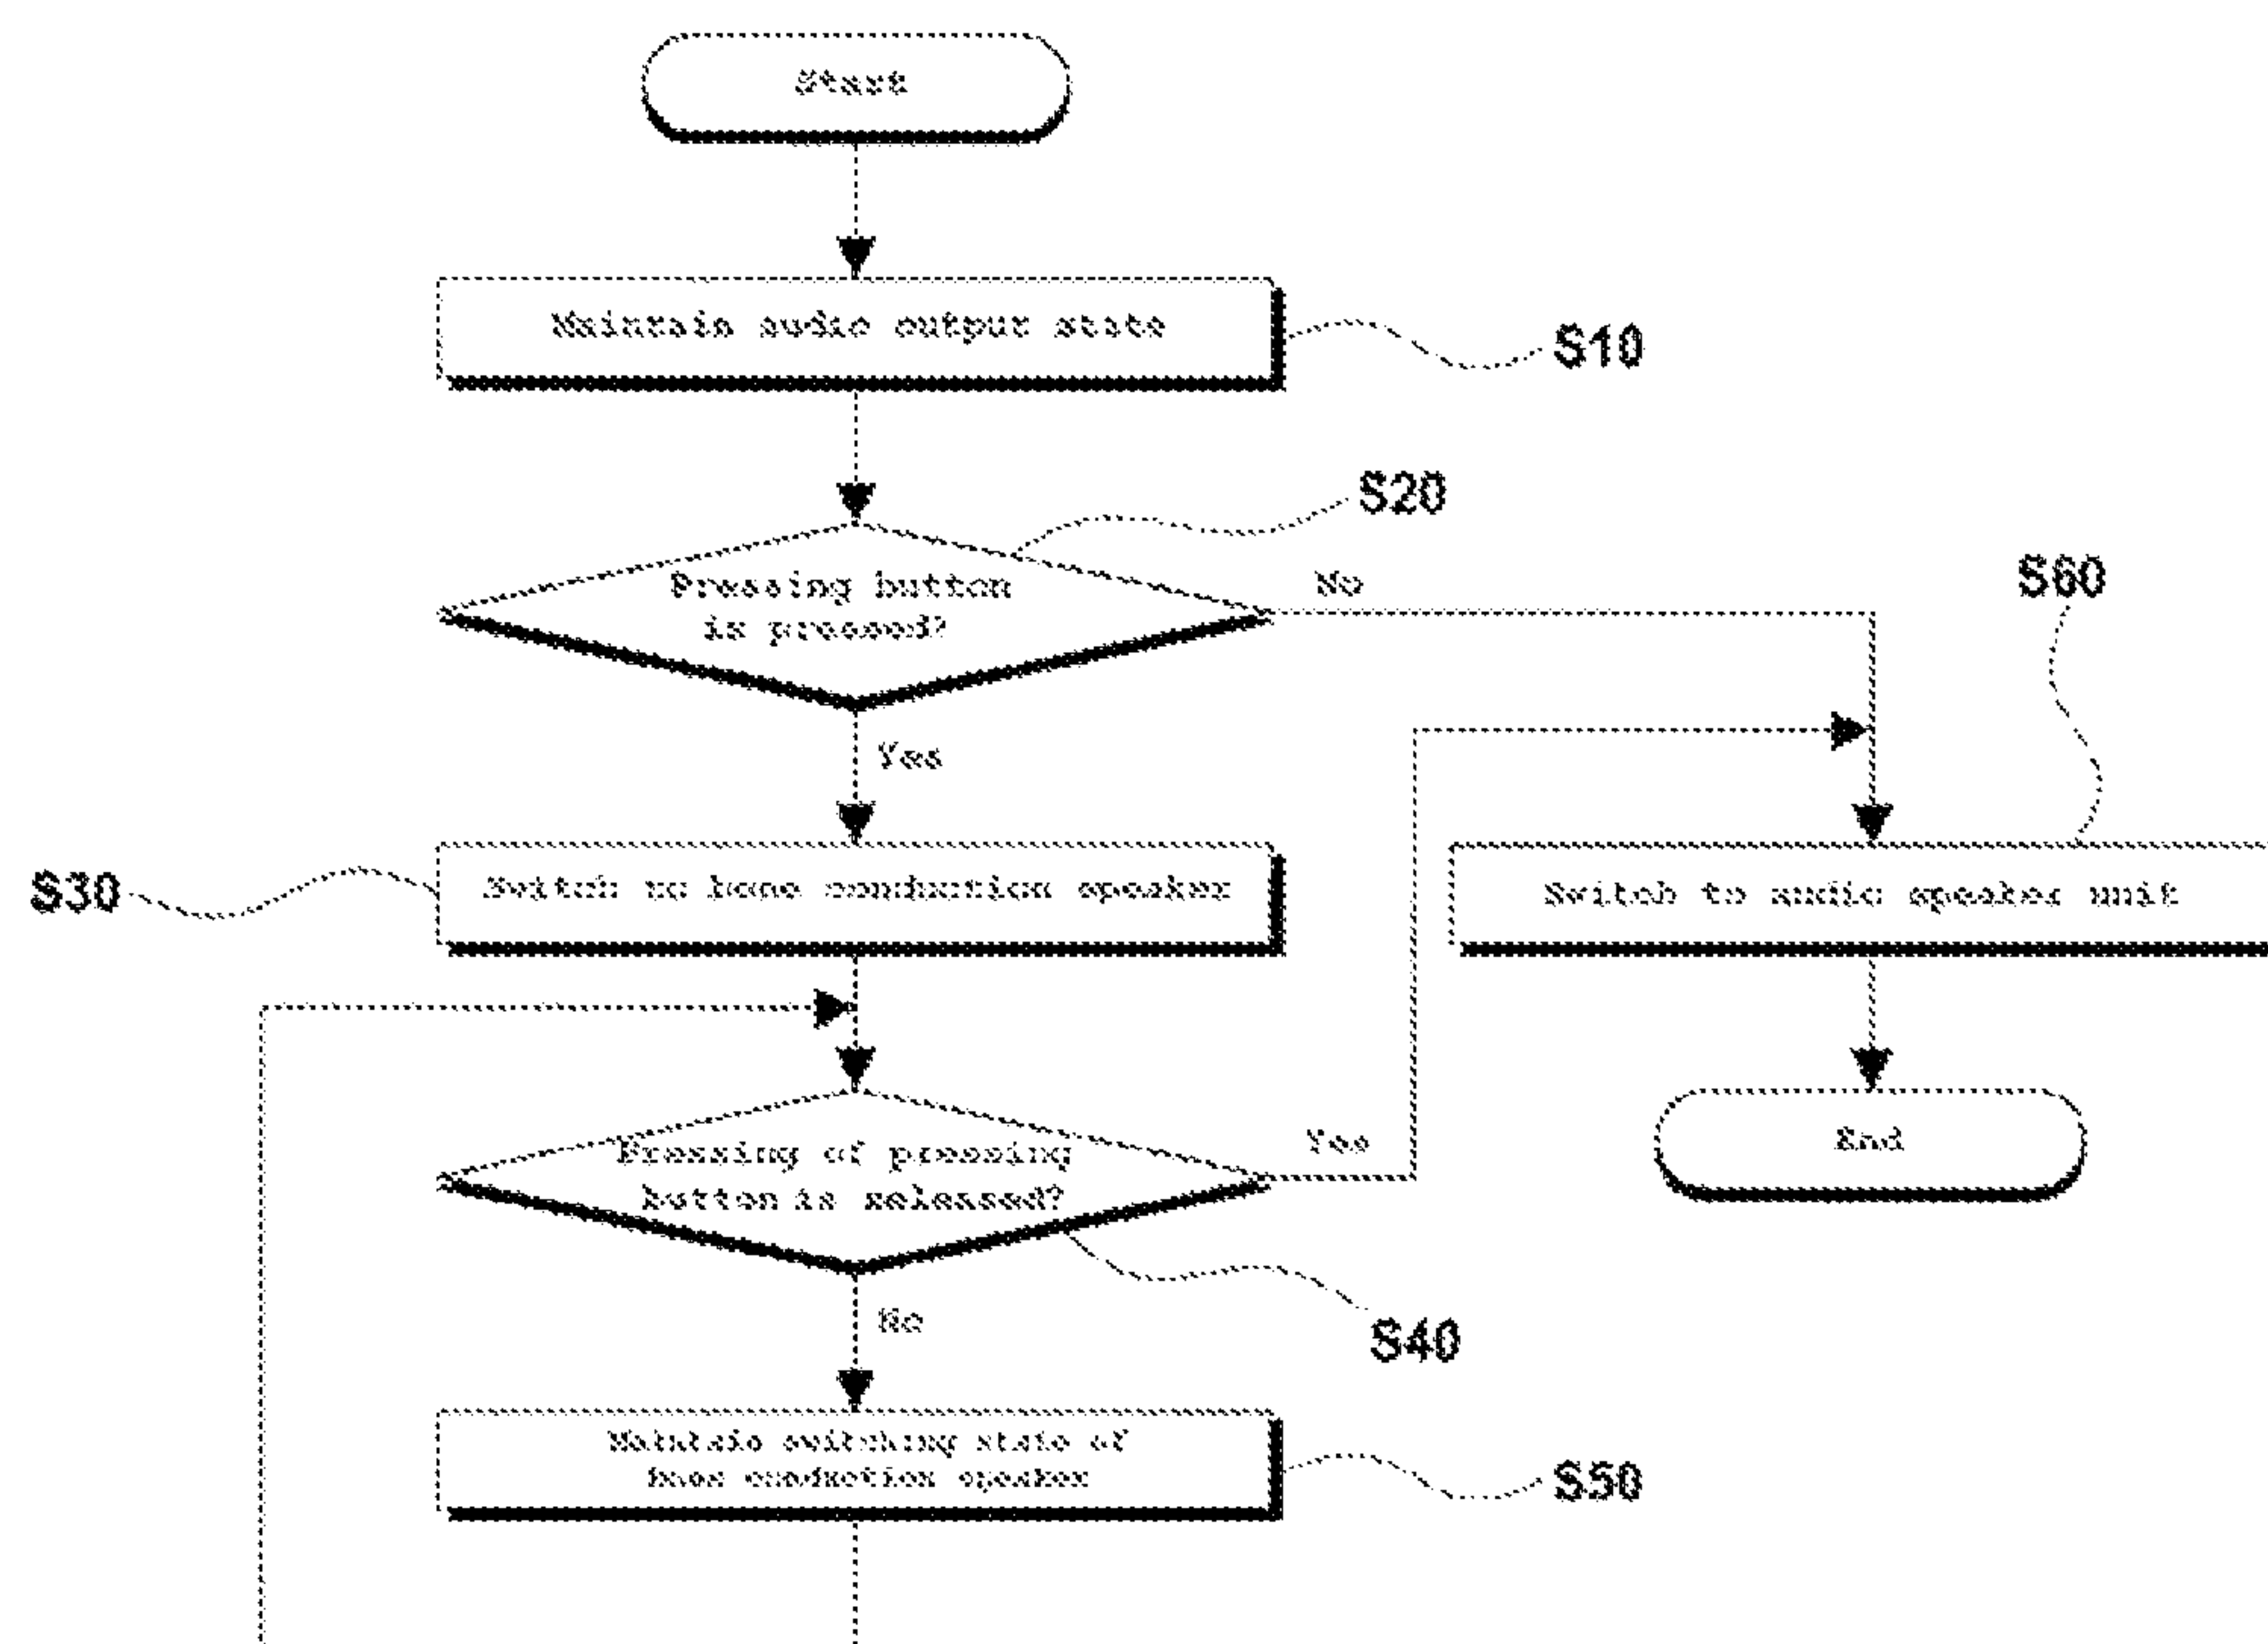 Start
Maintain audio output state
S10
S20
Pressing button
is pressed?
No
S60
Yes
S30
Switch to bone conduction speaker
Switch to audio speaker unit
Pressing of pressing
button is released?
Yes
End
No
S40
Maintain switching state of
bone conduction speaker
S50